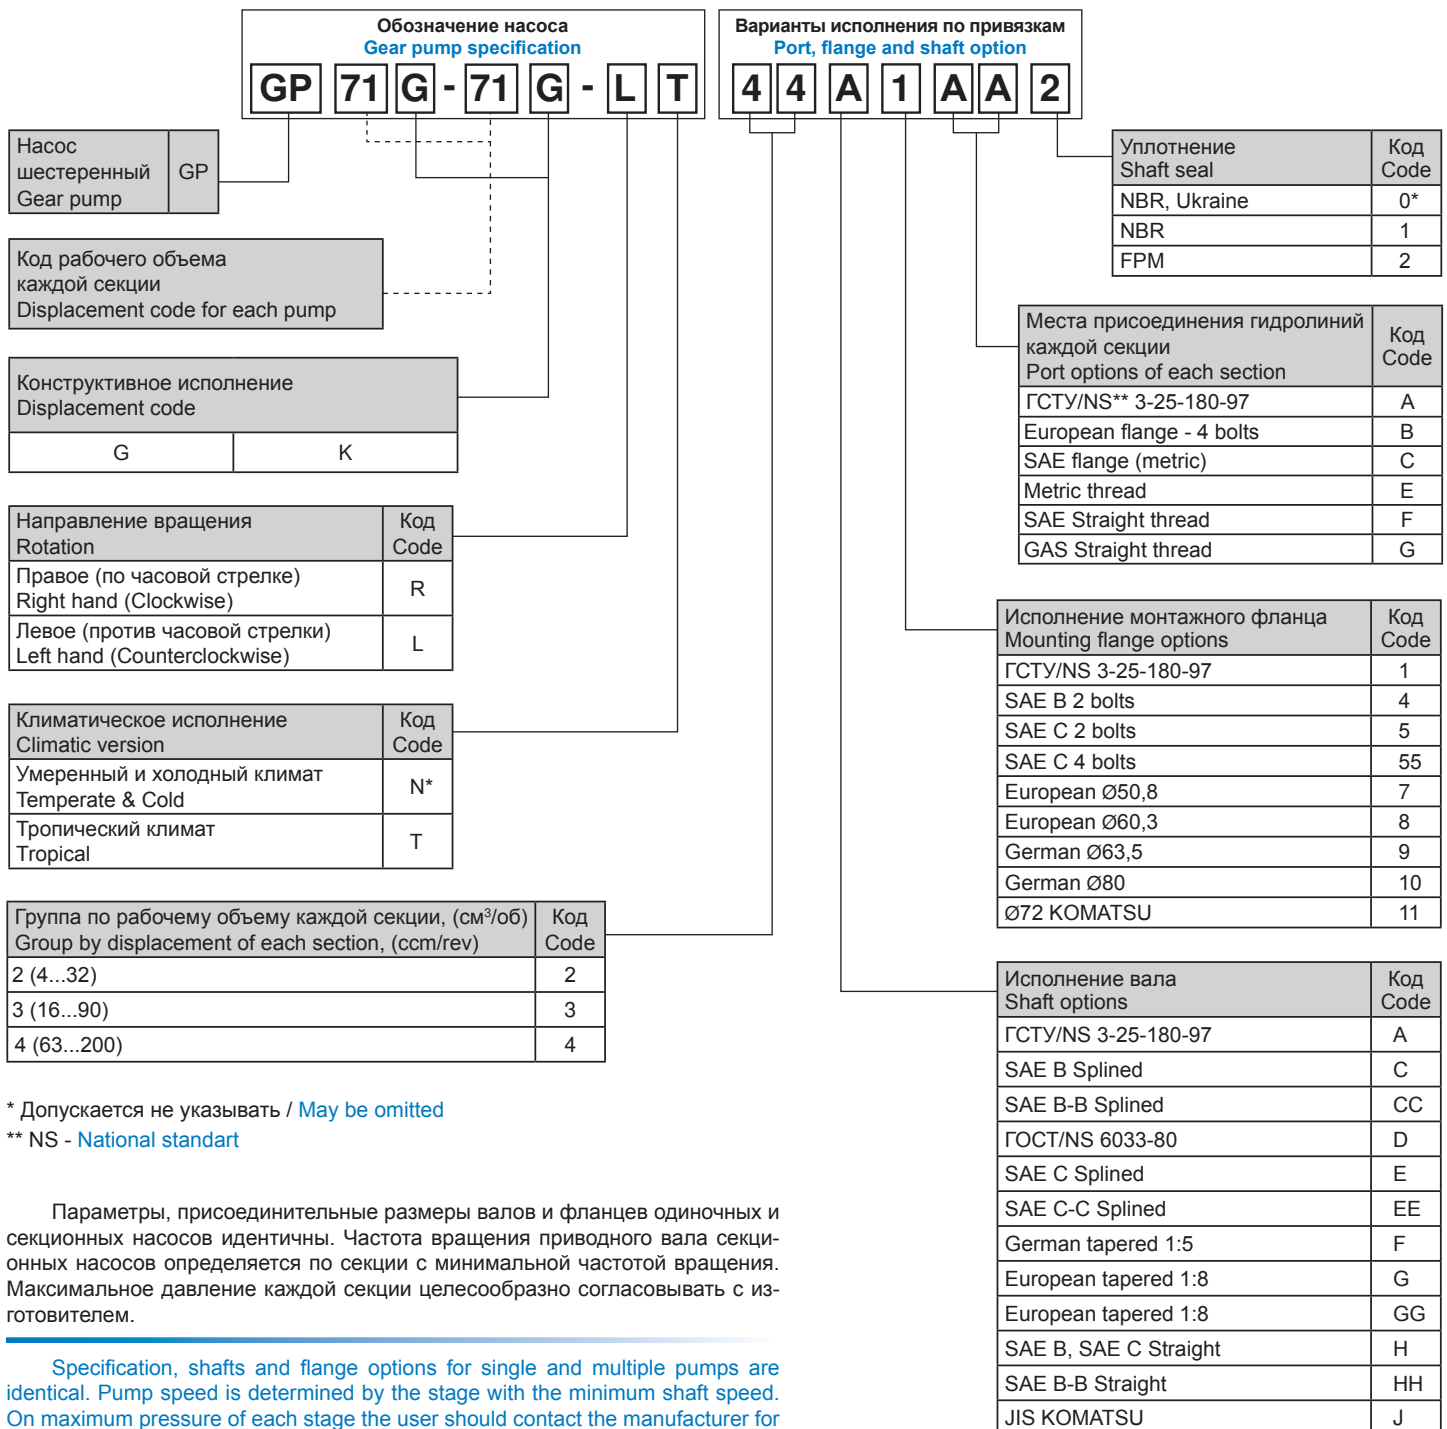 Обозначение насоса
Gear pump specification
Варианты исполнения по привязкам
Port, flange and shaft option
GP 71 G - 71 G - L T 4 4 A 1 A A 2
Насос
шестеренный
Gear pump
GP
Код рабочего объема
каждой секции
Displacement code for each pump
Конструктивное исполнение
Displacement code
G K
Направление вращения
Rotation
Код
Code
Правое (по часовой стрелке)
Right hand (Clockwise)
R
Левое (против часовой стрелки)
Left hand (Counterclockwise)
L
Климатическое исполнение
Climatic version
Код
Code
Умеренный и холодный климат
Temperate & Cold
N*
Тропический климат
Tropical
T
Группа по рабочему объему каждой секции, (см³/об)
Group by displacement of each section, (ccm/rev)
Код
Code
2 (4...32) 2
3 (16...90) 3
4 (63...200) 4
* Допускается не указывать / May be omitted
** NS - National standart
Параметры, присоединительные размеры валов и фланцев одиночных и
секционных насосов идентичны. Частота вращения приводного вала секци-
онных насосов определяется по секции с минимальной частотой вращения.
Максимальное давление каждой секции целесообразно согласовывать с из-
готовителем.
Specification, shafts and flange options for single and multiple pumps are
identical. Pump speed is determined by the stage with the minimum shaft speed.
On maximum pressure of each stage the user should contact the manufacturer for
Уплотнение
Shaft seal
Код
Code
NBR, Ukraine 0*
NBR 1
FPM 2
Места присоединения гидролиний
каждой секции
Port options of each section
Код
Code
ГСТУ/NS** 3-25-180-97 A
European flange - 4 bolts B
SAE flange (metric) C
Metric thread E
SAE Straight thread F
GAS Straight thread G
Исполнение монтажного фланца
Mounting flange options
Код
Code
ГСТУ/NS 3-25-180-97 1
SAE B 2 bolts 4
SAE C 2 bolts 5
SAE C 4 bolts 55
European Ø50,8 7
European Ø60,3 8
German Ø63,5 9
German Ø80 10
Ø72 KOMATSU 11
Исполнение вала
Shaft options
Код
Code
ГСТУ/NS 3-25-180-97 A
SAE B Splined C
SAE B-B Splined CC
ГОСТ/NS 6033-80 D
SAE C Splined E
SAE C-C Splined EE
German tapered 1:5 F
European tapered 1:8 G
European tapered 1:8 GG
SAE B, SAE C Straight H
SAE B-B Straight HH
JIS KOMATSU J